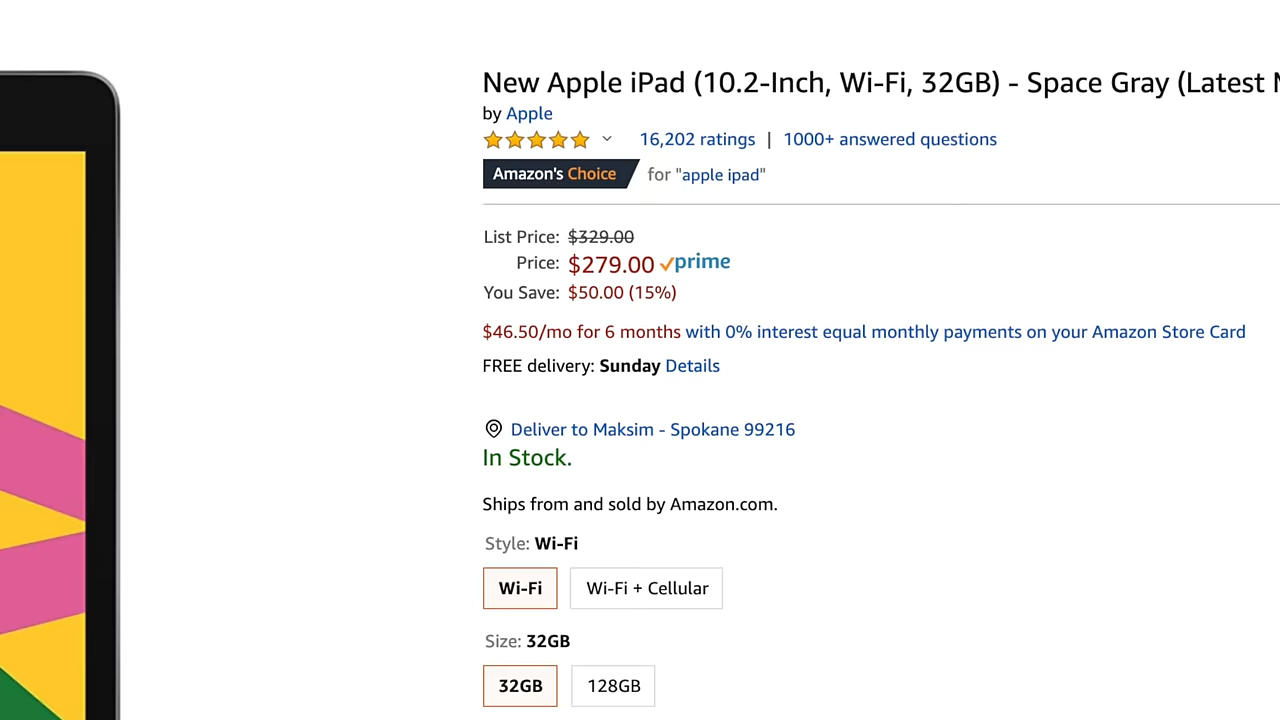 New Apple iPad (10.2-Inch, Wi-Fi, 32GB) - Space Gray (Latest
by Apple
16,202 ratings | 1000+ answered questions
Amazon's Choice for "apple ipad"
List Price: $329.00
Price: $279.00 prime
You Save: $50.00 (15%)
$46.50/mo for 6 months with 0% interest equal monthly payments on your Amazon Store Card
FREE delivery: Sunday Details
Deliver to Maksim - Spokane 99216
In Stock.
Ships from and sold by Amazon.com.
Style: Wi-Fi
Wi-Fi Wi-Fi + Cellular
Size: 32GB
32GB 128GB